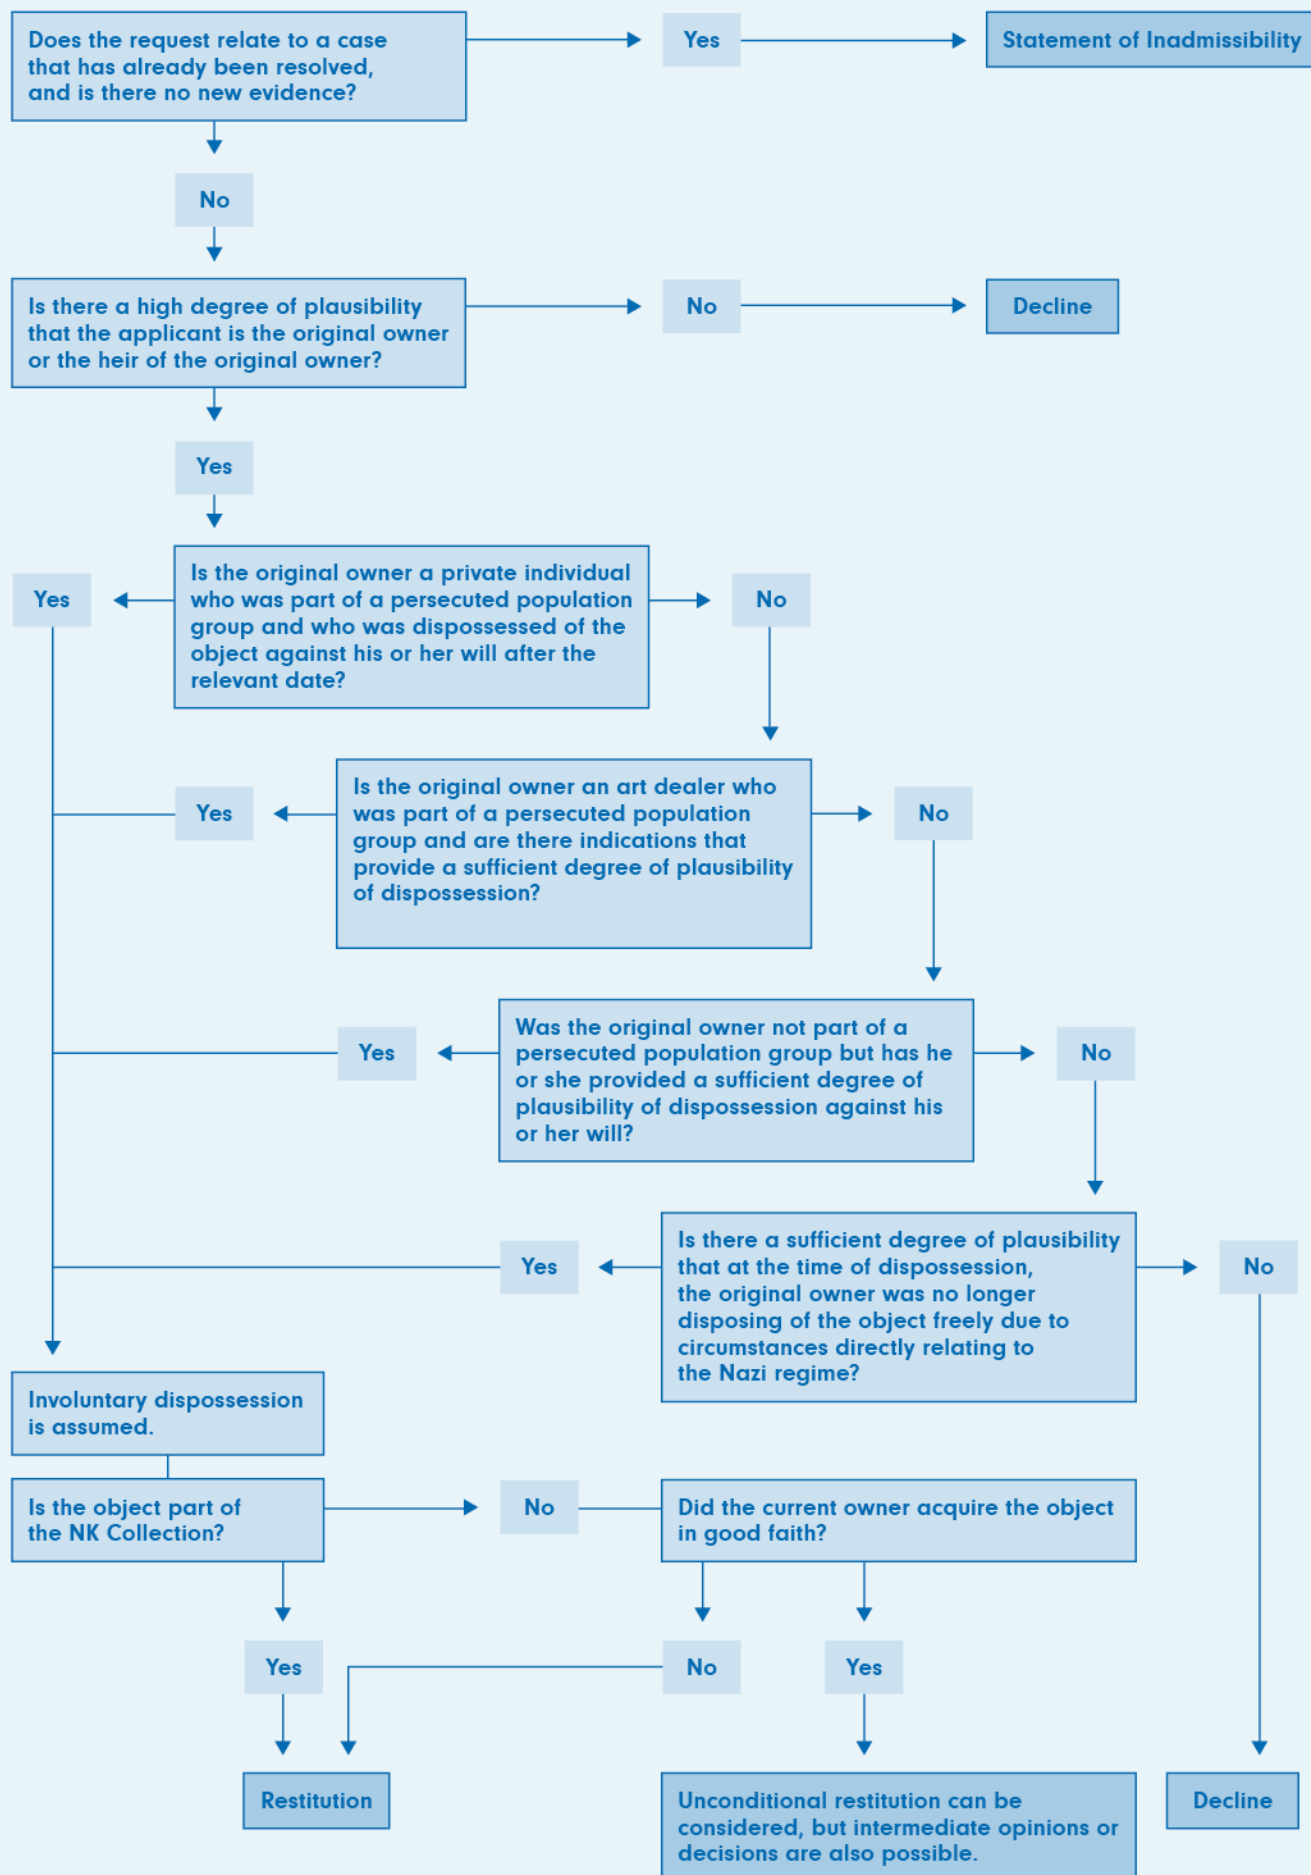 Does the request relate to a case
that has already been resolved,
and is there no new evidence?
Yes
Statement of Inadmissibility
No
Is there a high degree of plausibility
that the applicant is the original owner
or the heir of the original owner?
No
Decline
Yes
Yes
Is the original owner a private individual
who was part of a persecuted population
group and who was dispossessed of the
object against his or her will after the
relevant date?
No
Yes
Is the original owner an art dealer who
was part of a persecuted population
group and are there indications that
provide a sufficient degree of plausibility
of dispossession?
No
Yes
Was the original owner not part of a
persecuted population group but has he
or she provided a sufficient degree of
plausibility of dispossession against his
or her will?
No
Yes
Is there a sufficient degree of plausibility
that at the time of dispossession,
the original owner was no longer
disposing of the object freely due to
circumstances directly relating to
the Nazi regime?
No
Involuntary dispossession
is assumed.
Is the object part of
the NK Collection?
No
Did the current owner acquire the object
in good faith?
Yes
No
Yes
Restitution
Unconditional restitution can be
considered, but intermediate opinions or
decisions are also possible.
Decline